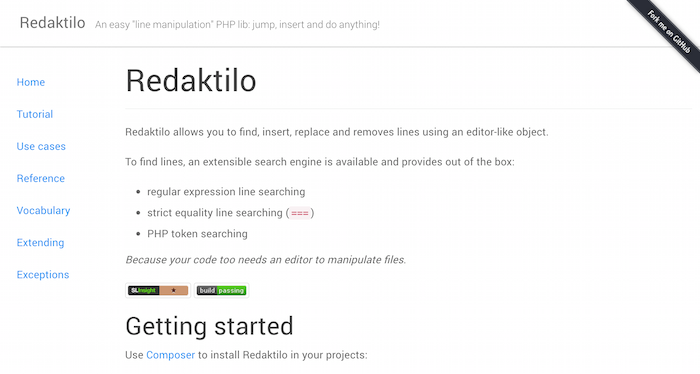 Redaktilo An easy "line manipulation" PHP lib: jump, insert and do anything!
Fork me on GitHub
Home
Tutorial
Use cases
Reference
Vocabulary
Extending
Exceptions
Redaktilo
Redaktilo allows you to find, insert, replace and removes lines using an editor-like object.
To find lines, an extensible search engine is available and provides out of the box:
• regular expression line searching
• strict equality line searching (===)
• PHP token searching
Because your code too needs an editor to manipulate files.
SLInsight ★ build passing
Getting started
Use Composer to install Redaktilo in your projects: